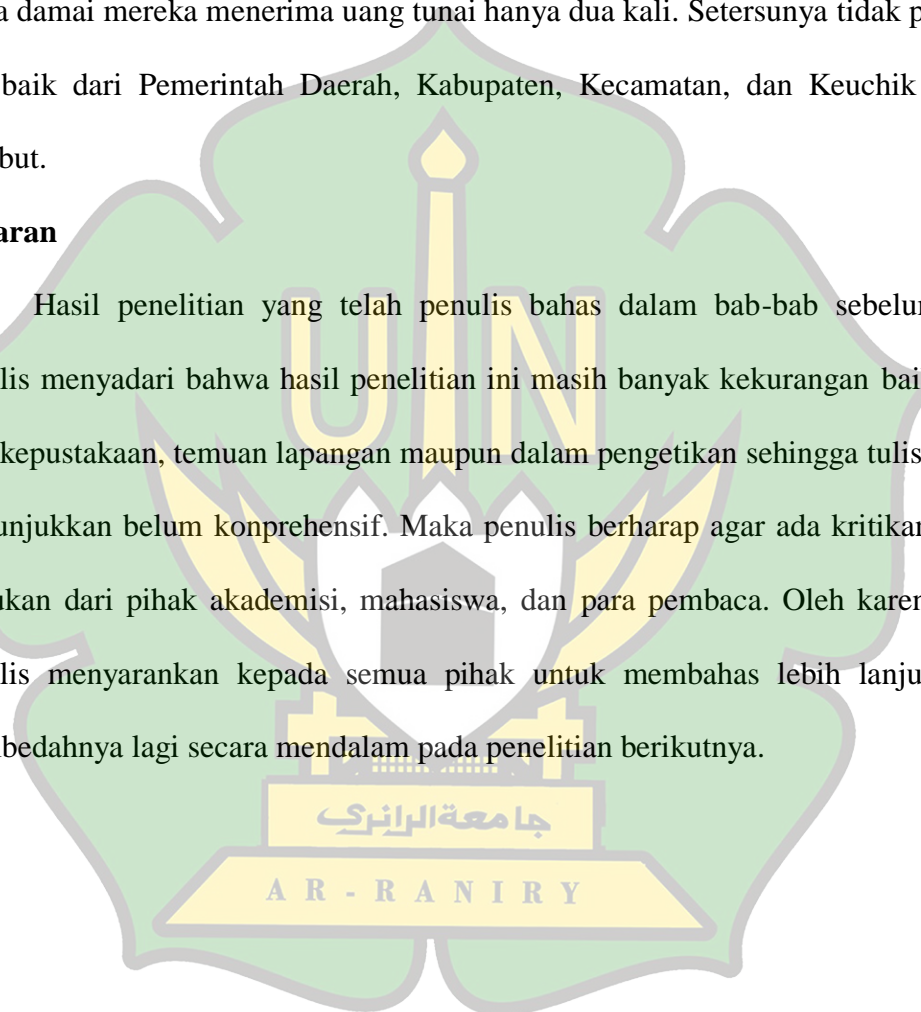 a damai mereka menerima uang tunai hanya dua kali. Setersunya tidak p
baik dari Pemerintah Daerah, Kabupaten, Kecamatan, dan Keuchik
but.
aran
Hasil penelitian yang telah penulis bahas dalam bab-bab sebelu
lis menyadari bahwa hasil penelitian ini masih banyak kekurangan bai
kepustakaan, temuan lapangan maupun dalam pengetikan sehingga tulis
unjukkan belum konprehensif. Maka penulis berharap agar ada kritikan
ukan dari pihak akademisi, mahasiswa, dan para pembaca. Oleh karen
lis menyarankan kepada semua pihak untuk membahas lebih lanju
bedahnya lagi secara mendalam pada penelitian berikutnya.
UIN
جامعة الرانري
AR-RANIRY